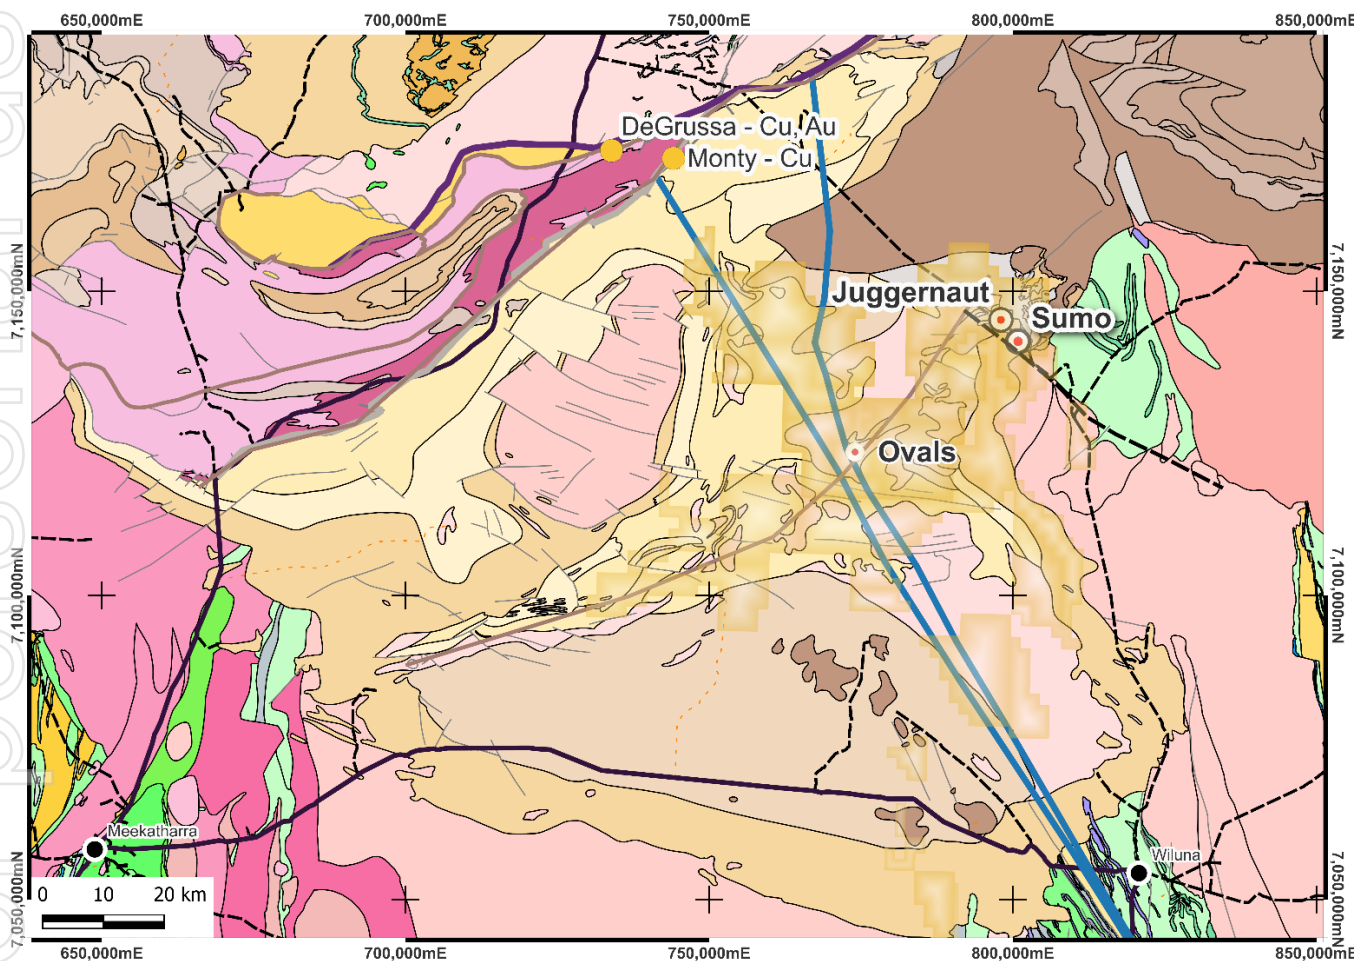 650,000mE 700,000mE 750,000mE 800,000mE 850,000mE
DeGrussa - Cu, Au
Monty - Cu
7,150,000mN
7,150,000mN
Juggernaut
Sumo
Ovals
7,100,000mN
7,100,000mN
Meekatharra
Wiluna
7,050,000mN
7,050,000mN
0 10 20 km
650,000mE 700,000mE 750,000mE 800,000mE 850,000mE